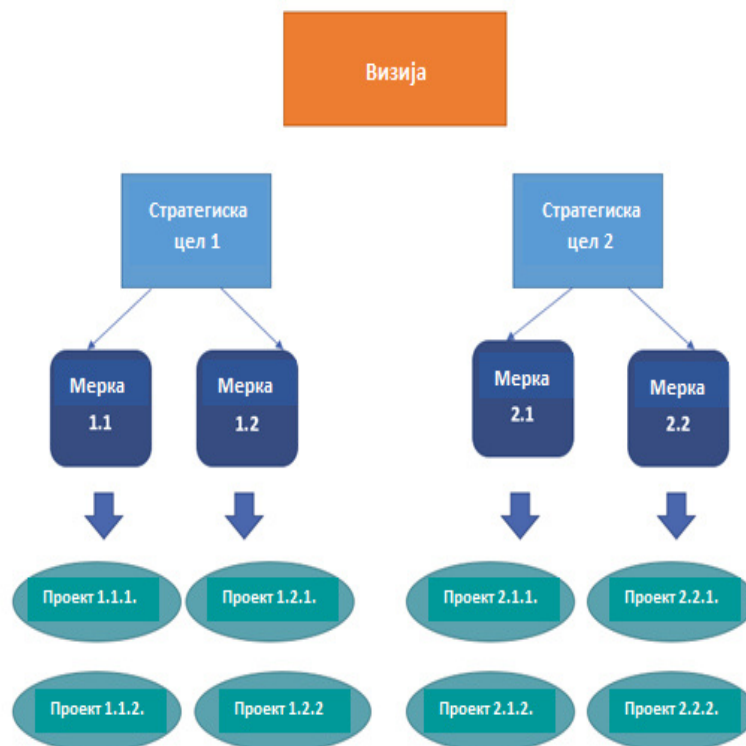 Визија
Стратегиска
цел 1
Стратегиска
цел 2
Мерка
1.1
Мерка
1.2
Мерка
2.1
Мерка
2.2
Проект 1.1.1.
Проект 1.2.1.
Проект 2.1.1.
Проект 2.2.1.
Проект 1.1.2.
Проект 1.2.2
Проект 2.1.2.
Проект 2.2.2.